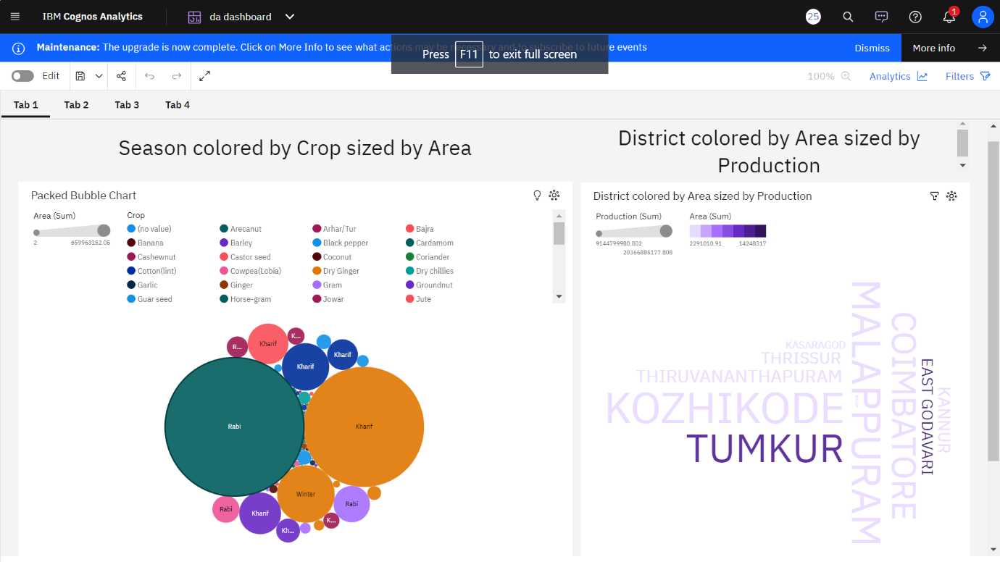 IBM Cognos Analytics
da dashboard
25
1
Maintenance: The upgrade is now complete. Click on More Info to see what actions may be necessary and to subscribe to future events
Dismiss
More info
Press F11 to exit full screen
Edit
100%
Analytics
Filters
Tab 1
Tab 2
Tab 3
Tab 4
Season colored by Crop sized by Area
District colored by Area sized by
Production
Packed Bubble Chart
Area (Sum)
2
659963152.05
Crop
(no value)
Arecanut
Arhar/Tur
Bajra
Banana
Barley
Black pepper
Cardamom
Cashewnut
Castor seed
Coconut
Coriander
Cotton(lint)
Cowpea(Lobia)
Dry Ginger
Dry chillies
Garlic
Ginger
Gram
Groundnut
Guar seed
Horse-gram
Jowar
Jute
K...
R...
Kharif
Kharif
Kharif
Rabi
Kharif
Winter
Rabi
Rabi
Kharif
K...
Kh...
District colored by Area sized by Production
Production (Sum)
9144799980.802
20366885177.808
Area (Sum)
2291010.91
14248317
KASARAGOD
THRISSUR
THIRUVANANTHAPURAM
KOZHIKODE
TUMKUR
MALAPPURAM
COIMBATORE
EAST GODAVARI
KANNUR